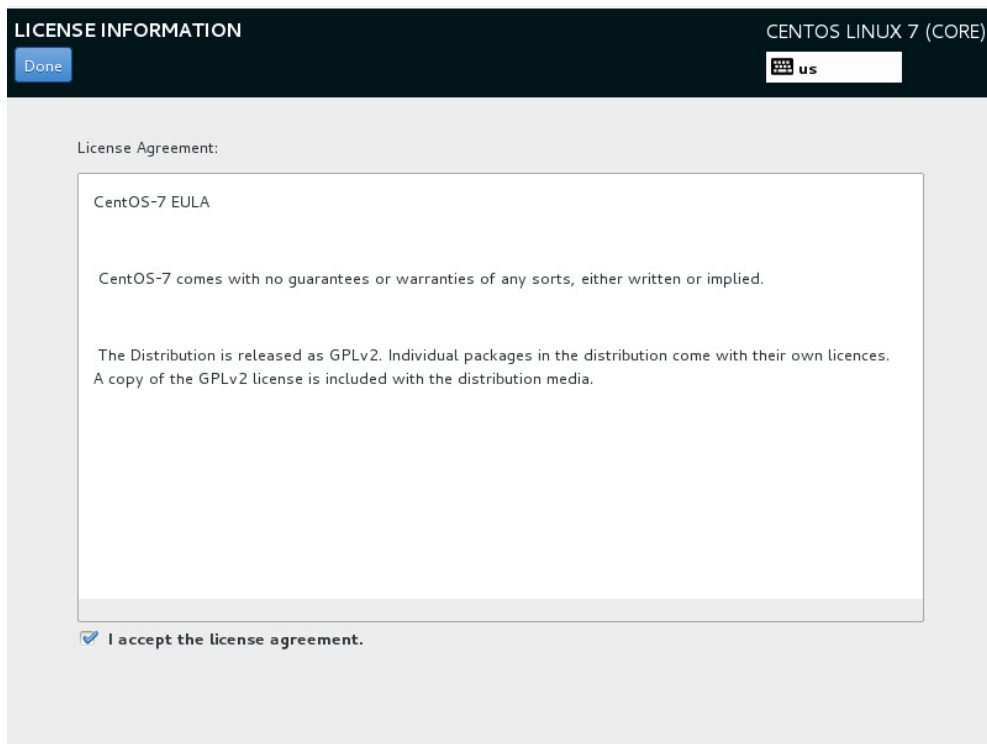 LICENSE INFORMATION
CENTOS LINUX 7 (CORE)
Done
us
License Agreement:
CentOS-7 EULA
CentOS-7 comes with no guarantees or warranties of any sorts, either written or implied.
The Distribution is released as GPLv2. Individual packages in the distribution come with their own licences.
A copy of the GPLv2 license is included with the distribution media.
I accept the license agreement.